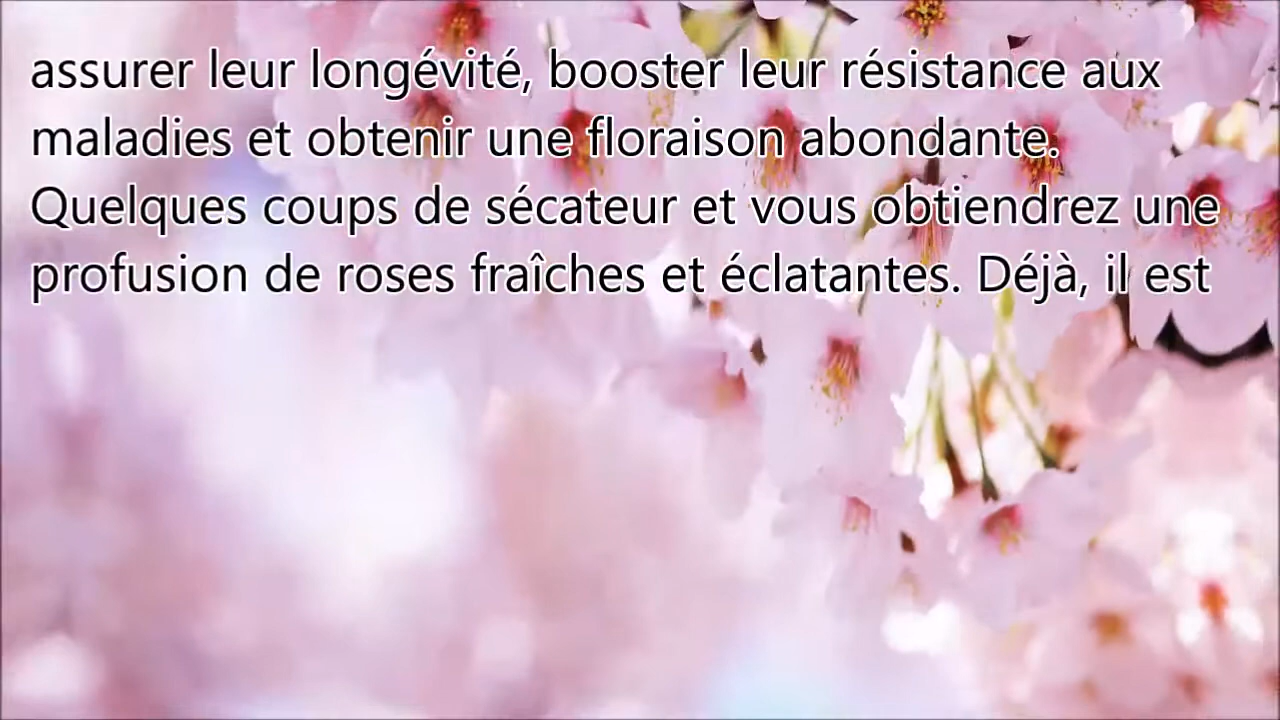 assurer leur longévité, booster leur résistance aux
maladies et obtenir une floraison abondante.
Quelques coups de sécateur et vous obtiendrez une
profusion de roses fraîches et éclatantes. Déjà, il est